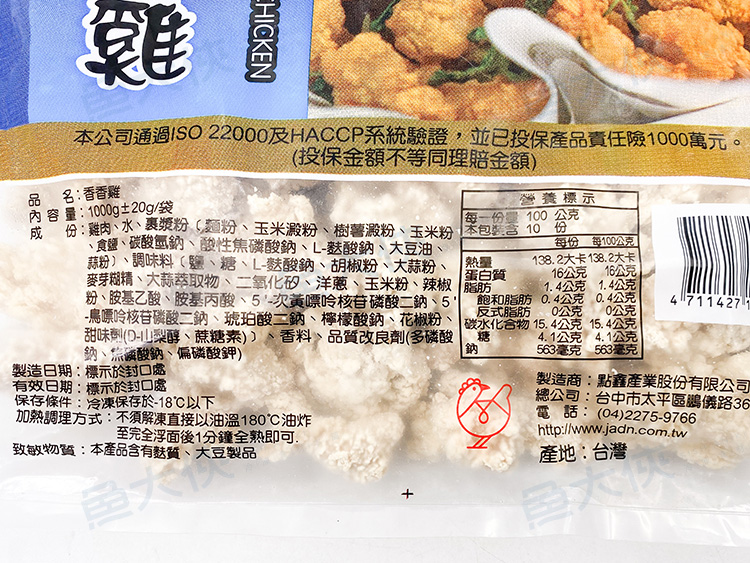 雞
CHICKEN
本公司通過ISO 22000及HACCP系統驗證，並已投保產品責任險1000萬元。
(投保金額不等同理賠金額)
品　名：香香雞
內容量：1000g±20g/袋
成　份：雞肉、水、裹漿粉（麵粉、玉米澱粉、樹薯澱粉、玉米粉
、食鹽、碳酸氫鈉、酸性焦磷酸鈉、L-麩酸鈉、大豆油、
蒜粉）、調味料（鹽、糖、L-麩酸鈉、胡椒粉、大蒜粉、
麥芽糊精、大蒜萃取物、二氧化矽、洋蔥、玉米粉、辣椒
粉、胺基乙酸、胺基丙酸、5'-次黃嘌呤核苷磷酸二鈉、5'
-鳥嘌呤核苷磷酸二鈉、琥珀酸二鈉、檸檬酸鈉、花椒粉、
甜味劑(D-山梨醇、蔗糖素)）、香料、品質改良劑(多磷酸
鈉、焦磷酸鈉、偏磷酸鉀)
製造日期：標示於封口處
有效日期：標示於封口處
保存條件：冷凍保存於-18℃以下
加熱調理方式：不須解凍直接以油溫180℃油炸
至完全浮面後1分鐘全熟即可.
致敏物質：本產品含有麩質、大豆製品
營養標示
每一份量 100 公克
本包裝含 10 份
每份 每100公克
熱量 138.2大卡 138.2大卡
蛋白質 16公克 16公克
脂肪 1.4公克 1.4公克
飽和脂肪 0.4公克 0.4公克
反式脂肪 0公克 0公克
碳水化合物 15.4公克 15.4公克
糖 4.1公克 4.1公克
鈉 563毫克 563毫克
4 711427
製造商：點鑫產業股份有限公司
總公司：台中市太平區鵬儀路36
電　話：(04)2275-9766
http://www.jadn.com.tw
產地：台灣
魚大俠
魚大俠